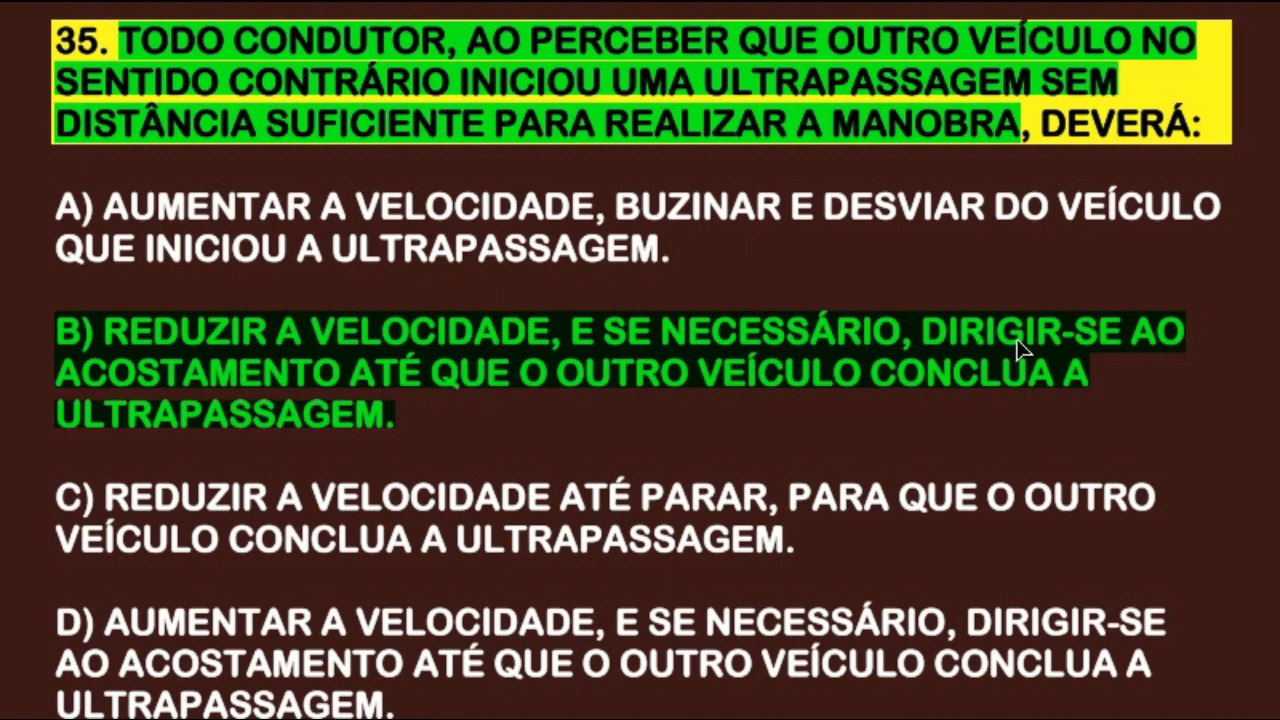 35. TODO CONDUTOR, AO PERCEBER QUE OUTRO VEÍCULO NO
SENTIDO CONTRÁRIO INICIOU UMA ULTRAPASSAGEM SEM
DISTÂNCIA SUFICIENTE PARA REALIZAR A MANOBRA, DEVERÁ:
A) AUMENTAR A VELOCIDADE, BUZINAR E DESVIAR DO VEÍCULO
QUE INICIOU A ULTRAPASSAGEM.
B) REDUZIR A VELOCIDADE, E SE NECESSÁRIO, DIRIGIR-SE AO
ACOSTAMENTO ATÉ QUE O OUTRO VEÍCULO CONCLUA A
ULTRAPASSAGEM.
C) REDUZIR A VELOCIDADE ATÉ PARAR, PARA QUE O OUTRO
VEÍCULO CONCLUA A ULTRAPASSAGEM.
D) AUMENTAR A VELOCIDADE, E SE NECESSÁRIO, DIRIGIR-SE
AO ACOSTAMENTO ATÉ QUE O OUTRO VEÍCULO CONCLUA A
ULTRAPASSAGEM.